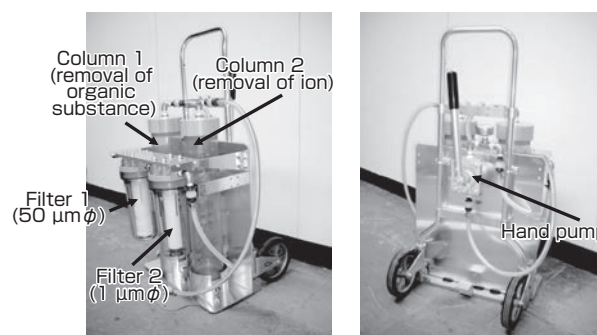 Column 1
(removal of
organic
substance)
Column 2
(removal of ion)
Filter 1
(50 μmφ)
Filter 2
(1 μmφ)
Hand pump